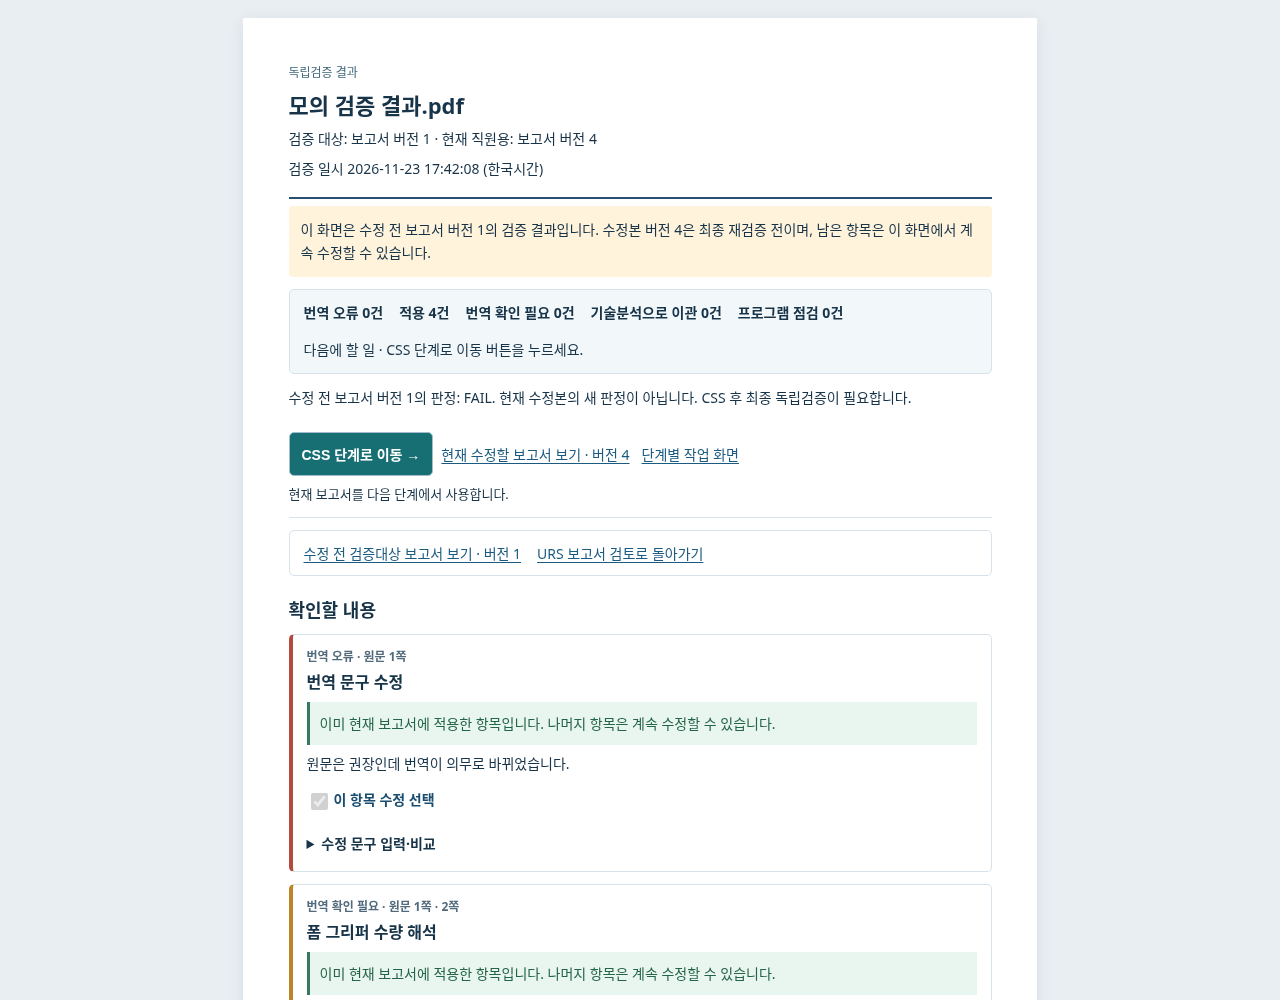 독립검증 결과
모의 검증 결과.pdf
검증 대상: 보고서 버전 1 · 현재 직원용: 보고서 버전 4
검증 일시 2026-11-23 17:42:08 (한국시간)
이 화면은 수정 전 보고서 버전 1의 검증 결과입니다. 수정본 버전 4은 최종 재검증 전이며, 남은 항목은 이 화면에서 계
속 수정할 수 있습니다.
번역 오류 0건 적용 4건 번역 확인 필요 0건 기술분석으로 이관 0건 프로그램 점검 0건
다음에 할 일 · CSS 단계로 이동 버튼을 누르세요.
수정 전 보고서 버전 1의 판정: FAIL. 현재 수정본의 새 판정이 아닙니다. CSS 후 최종 독립검증이 필요합니다.
CSS 단계로 이동 → 현재 수정할 보고서 보기 · 버전 4 단계별 작업 화면
현재 보고서를 다음 단계에서 사용합니다.
수정 전 검증대상 보고서 보기 · 버전 1 URS 보고서 검토로 돌아가기
확인할 내용
번역 오류 · 원문 1쪽
번역 문구 수정
이미 현재 보고서에 적용한 항목입니다. 나머지 항목은 계속 수정할 수 있습니다.
원문은 권장인데 번역이 의무로 바뀌었습니다.
이 항목 수정 선택
▶ 수정 문구 입력·비교
번역 확인 필요 · 원문 1쪽 · 2쪽
폼 그리퍼 수량 해석
이미 현재 보고서에 적용한 항목입니다. 나머지 항목은 계속 수정할 수 있습니다.